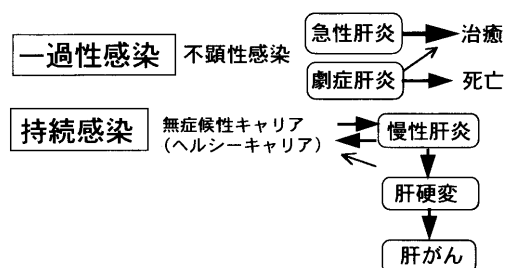 急性肝炎 治癒
一過性感染 不顕性感染
劇症肝炎 死亡
持続感染 無症候性キャリア
(ヘルシーキャリア) 慢性肝炎
肝硬変
肝がん